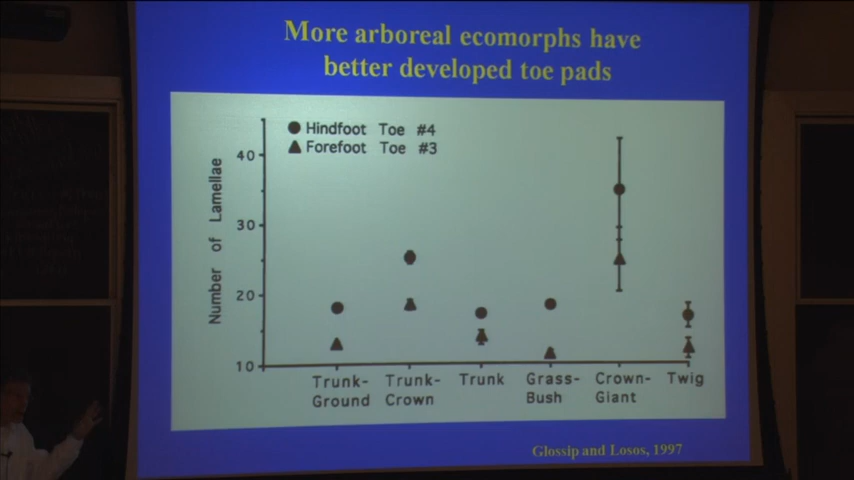 More arboreal ecomorphs have
better developed toe pads
Hindfoot Toe #4
Forefoot Toe #3
Number of Lamellae
40
30
20
10
Trunk-
Ground
Trunk-
Crown
Trunk
Grass-
Bush
Crown-
Giant
Twig
Glossip and Losos, 1997